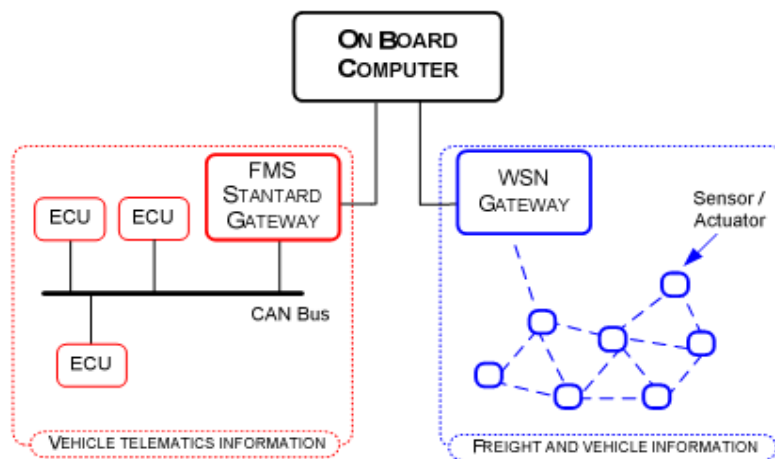 ON BOARD
COMPUTER
FMS
STANTARD
GATEWAY
WSN
GATEWAY
Sensor /
Actuator
ECU
ECU
CAN Bus
ECU
VEHICLE TELEMATICS INFORMATION
FREIGHT AND VEHICLE INFORMATION